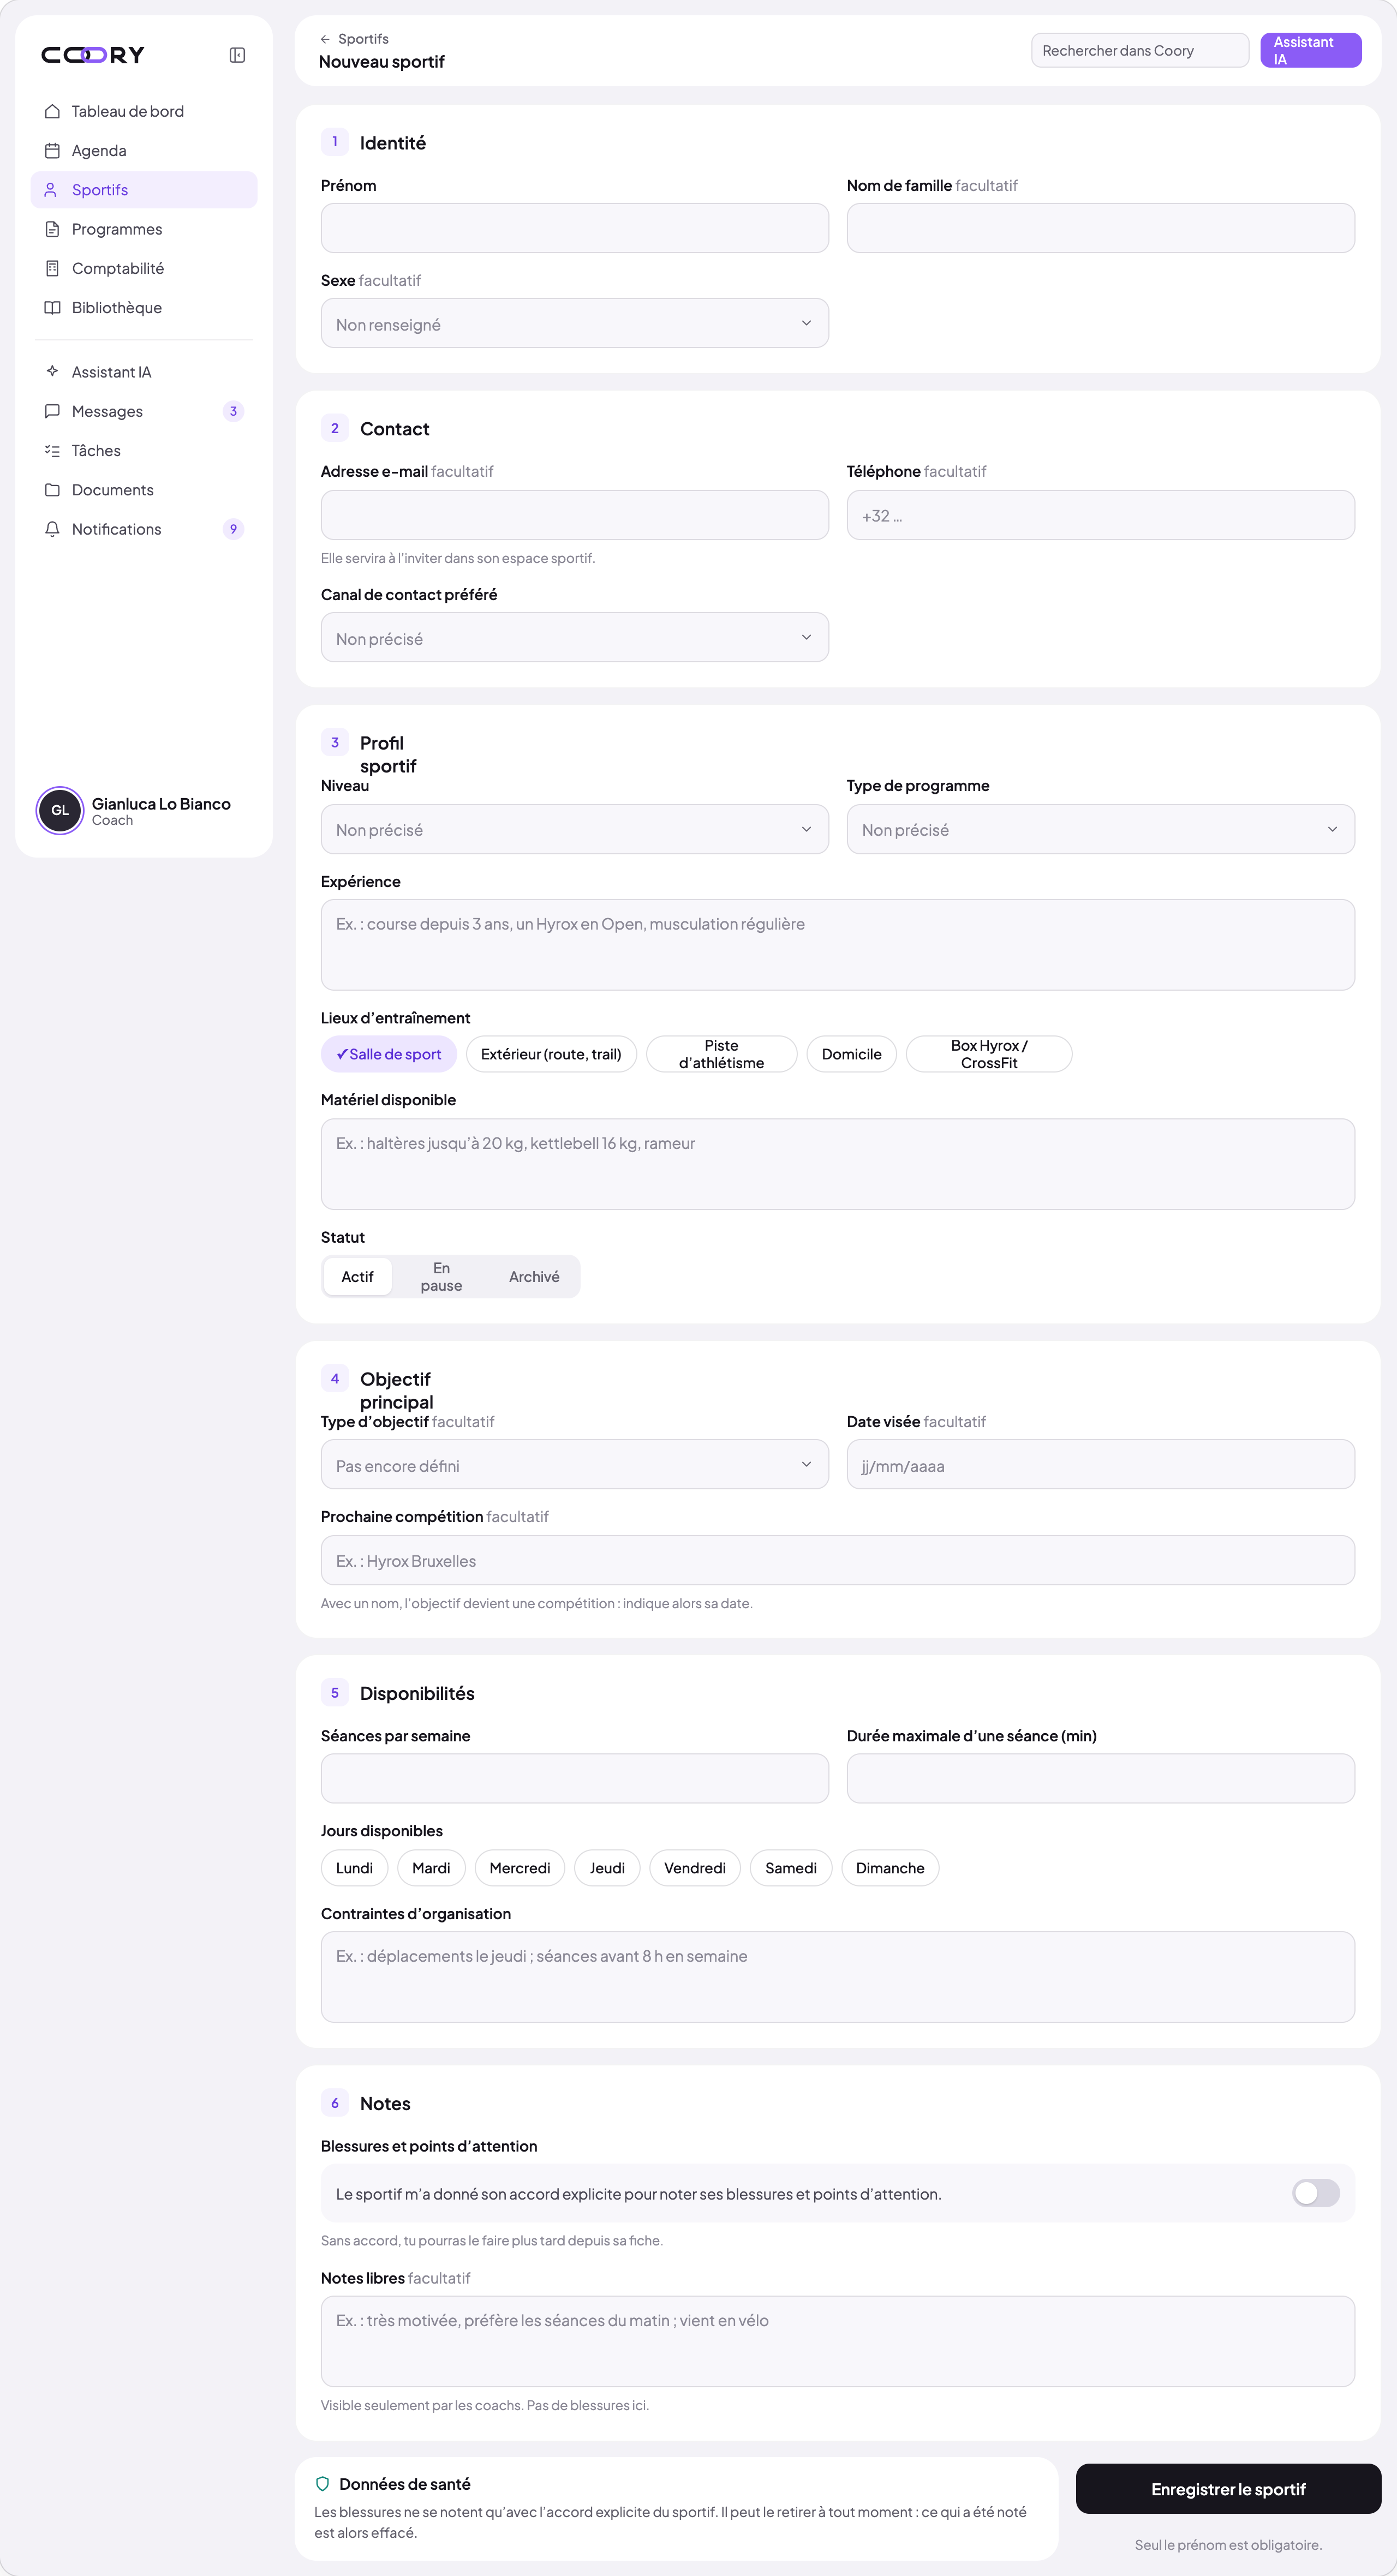 COORY
Tableau de bord
Agenda
Sportifs
Programmes
Comptabilité
Bibliothèque
Assistant IA
Messages 3
Tâches
Documents
Notifications 9
GL
Gianluca Lo Bianco
Coach
← Sportifs
Nouveau sportif
Rechercher dans Coory
Assistant
IA
1 Identité
Prénom
Nom de famille facultatif
Sexe facultatif
Non renseigné
2 Contact
Adresse e-mail facultatif
Téléphone facultatif
+32 …
Elle servira à l’inviter dans son espace sportif.
Canal de contact préféré
Non précisé
3 Profil
sportif
Niveau
Type de programme
Non précisé
Non précisé
Expérience
Ex. : course depuis 3 ans, un Hyrox en Open, musculation régulière
Lieux d’entraînement
✓Salle de sport
Extérieur (route, trail)
Piste
d’athlétisme
Domicile
Box Hyrox /
CrossFit
Matériel disponible
Ex. : haltères jusqu’à 20 kg, kettlebell 16 kg, rameur
Statut
Actif
En
pause
Archivé
4 Objectif
principal
Type d’objectif facultatif
Date visée facultatif
Pas encore défini
jj/mm/aaaa
Prochaine compétition facultatif
Ex. : Hyrox Bruxelles
Avec un nom, l’objectif devient une compétition : indique alors sa date.
5 Disponibilités
Séances par semaine
Durée maximale d’une séance (min)
Jours disponibles
Lundi
Mardi
Mercredi
Jeudi
Vendredi
Samedi
Dimanche
Contraintes d’organisation
Ex. : déplacements le jeudi ; séances avant 8 h en semaine
6 Notes
Blessures et points d’attention
Le sportif m’a donné son accord explicite pour noter ses blessures et points d’attention.
Sans accord, tu pourras le faire plus tard depuis sa fiche.
Notes libres facultatif
Ex. : très motivée, préfère les séances du matin ; vient en vélo
Visible seulement par les coachs. Pas de blessures ici.
Données de santé
Les blessures ne se notent qu’avec l’accord explicite du sportif. Il peut le retirer à tout moment : ce qui a été noté
est alors effacé.
Enregistrer le sportif
Seul le prénom est obligatoire.